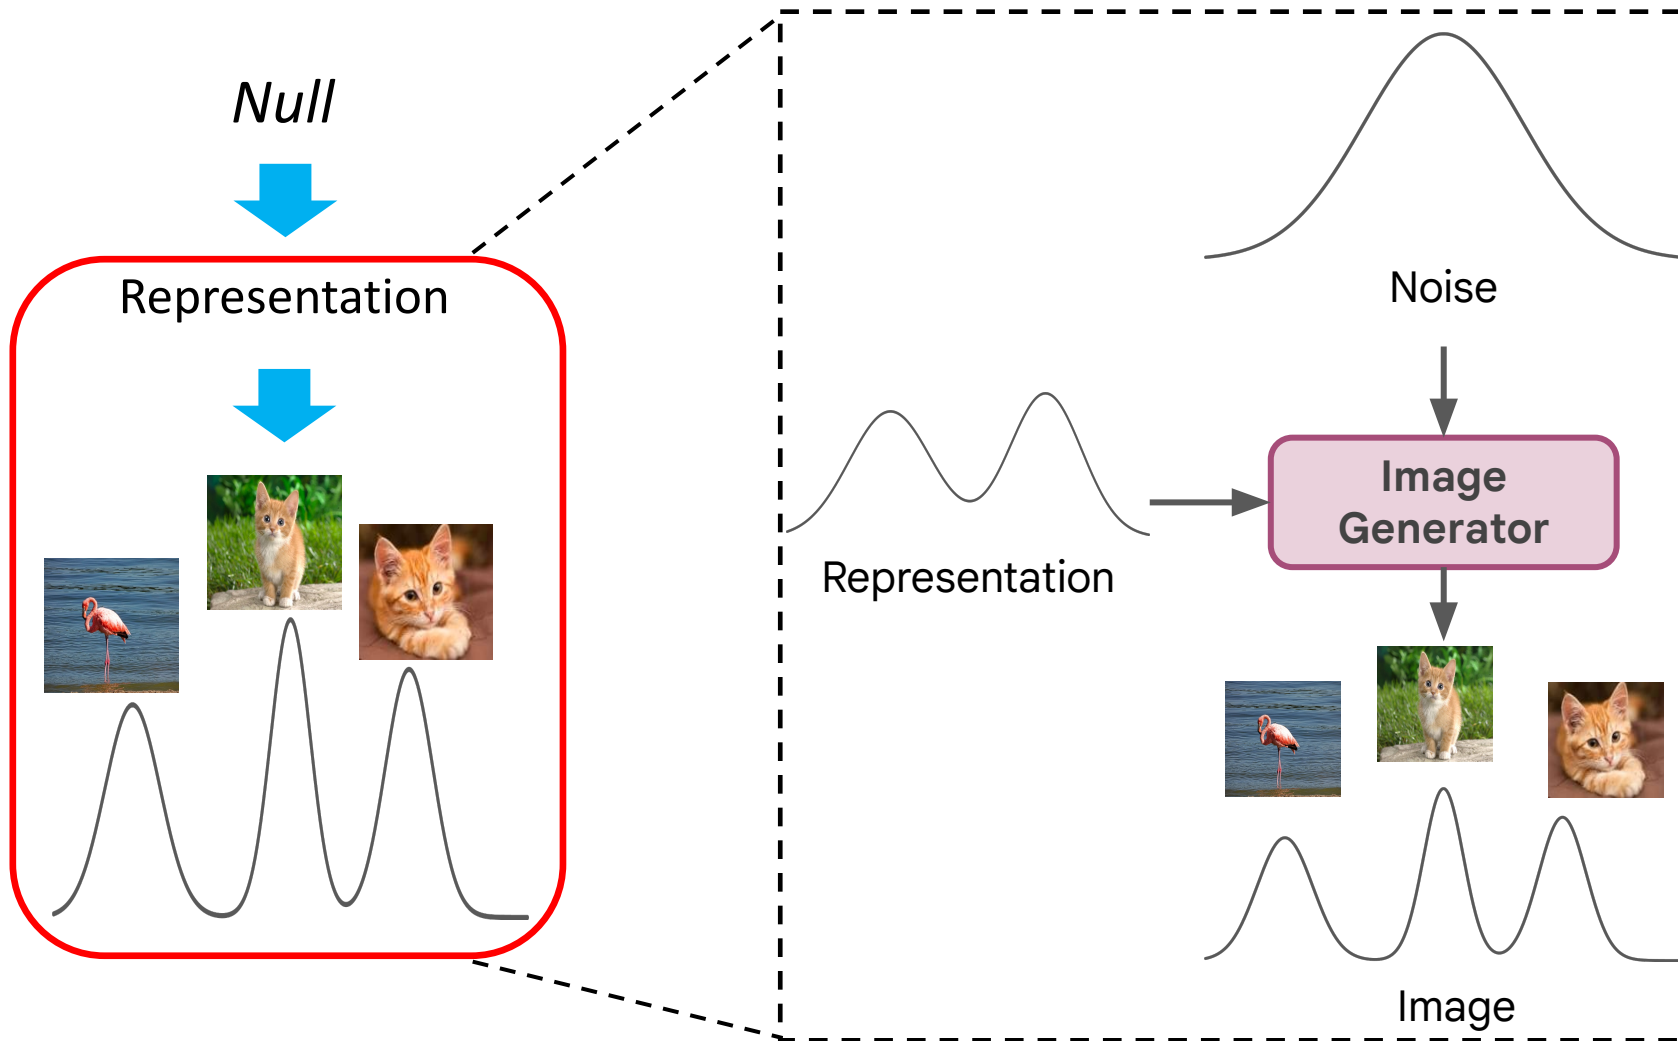 Null
Representation
Noise
Image
Generator
Representation
Image